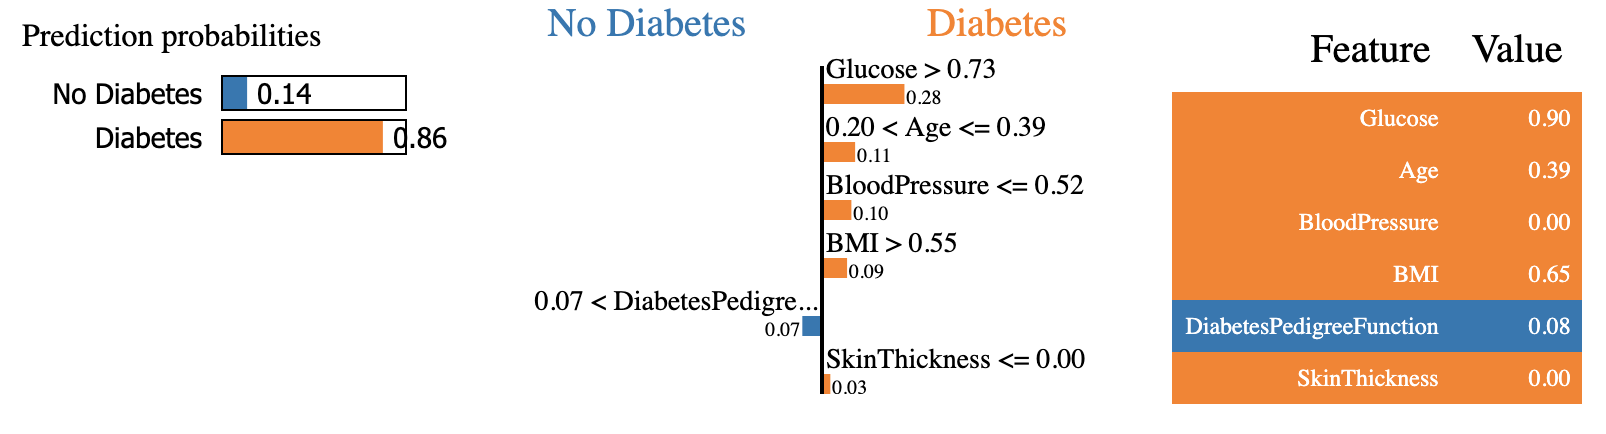 Prediction probabilities
No Diabetes 0.14
Diabetes 0.86
No Diabetes Diabetes
Glucose > 0.73
0.28
0.20 < Age <= 0.39
0.11
BloodPressure <= 0.52
0.10
BMI > 0.55
0.09
0.07 < DiabetesPedigre...
0.07
SkinThickness <= 0.00
0.03
Feature Value
Glucose 0.90
Age 0.39
BloodPressure 0.00
BMI 0.65
DiabetesPedigreeFunction 0.08
SkinThickness 0.00